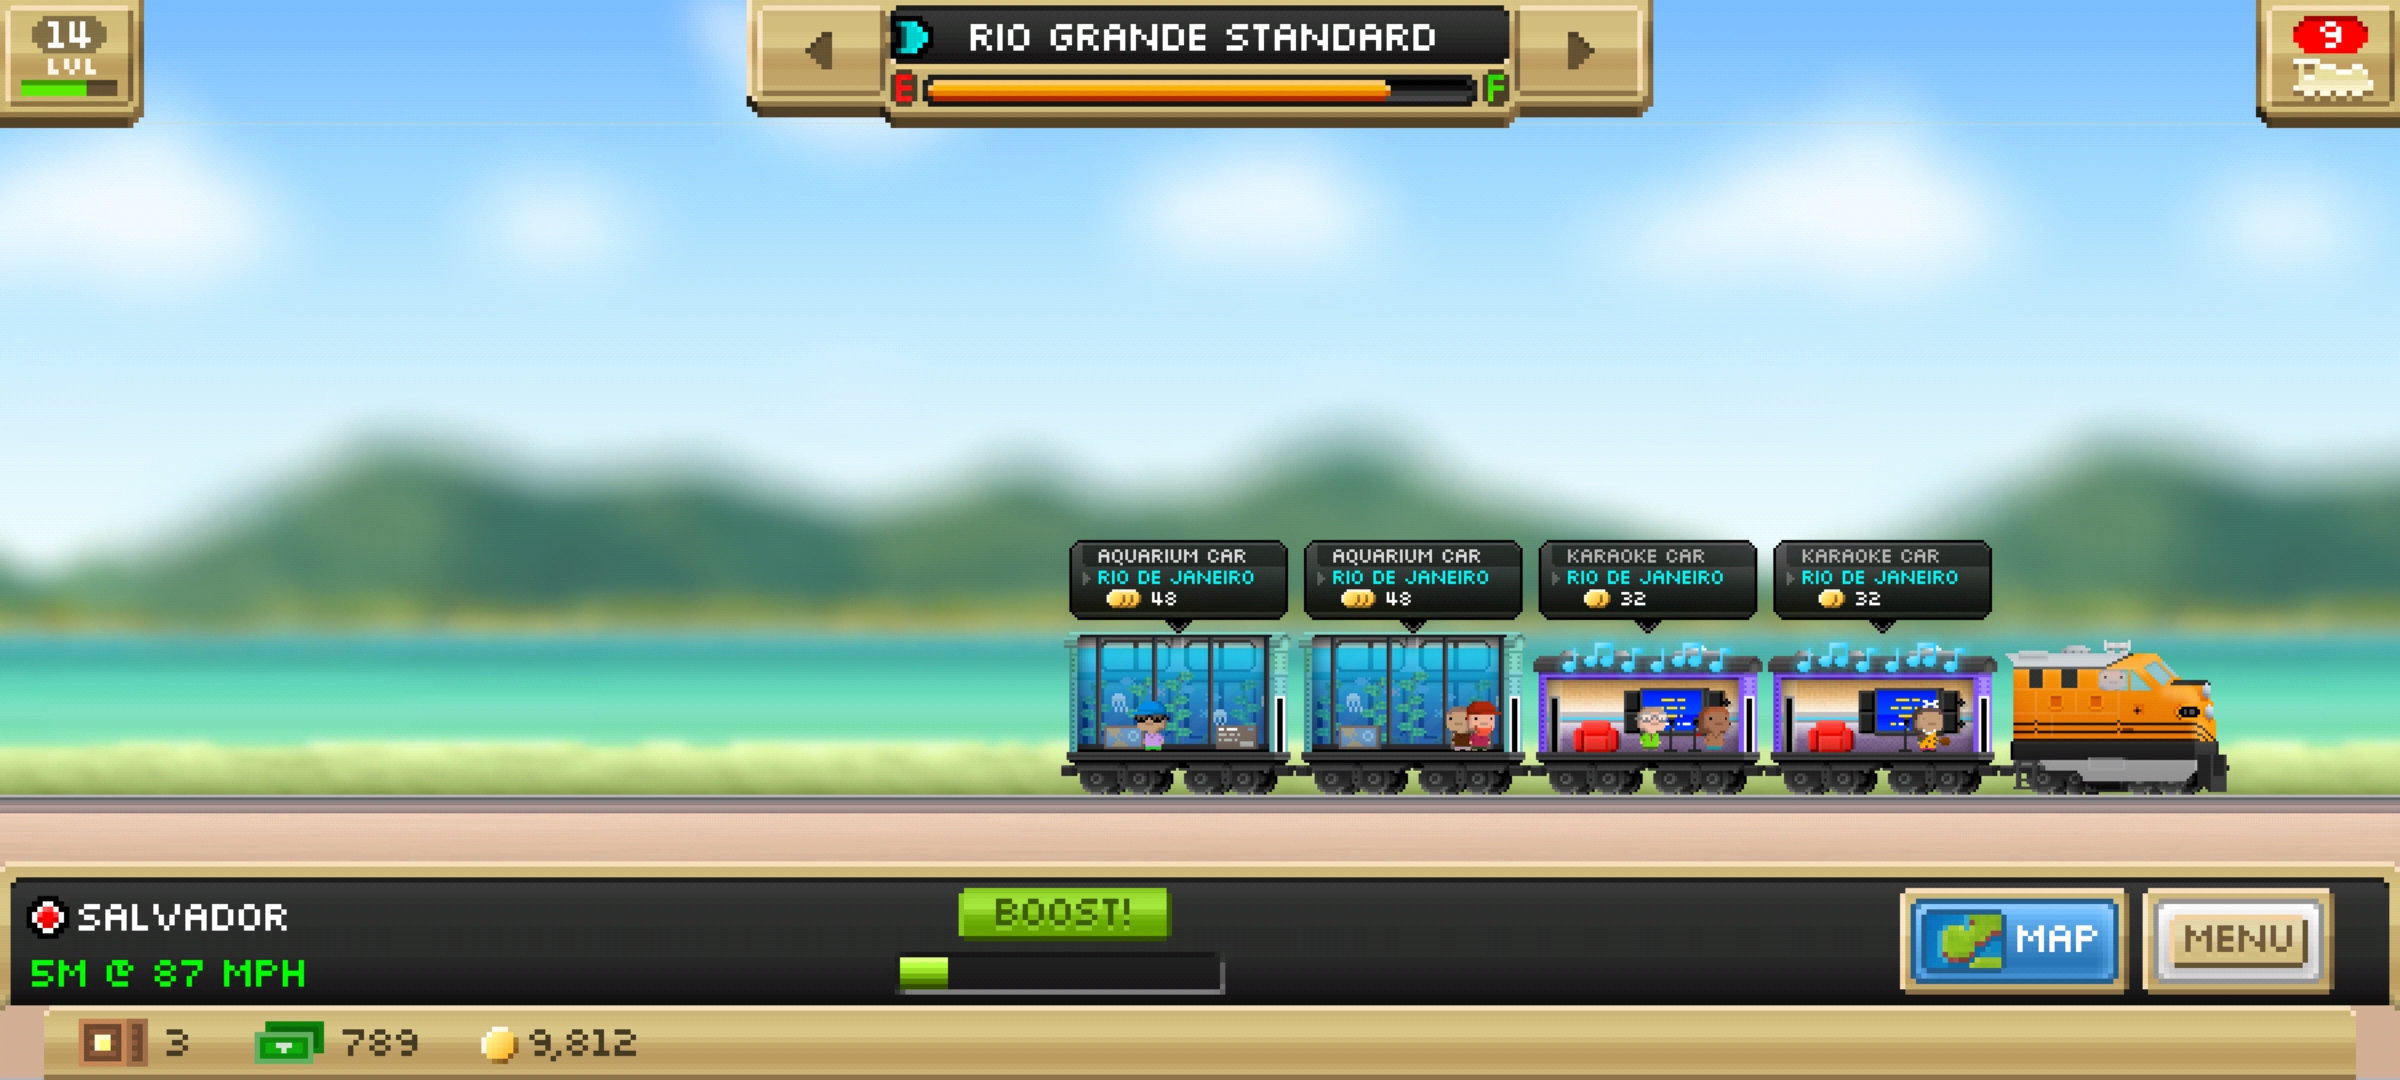 14
LVL
RIO GRANDE STANDARD
E
F
9
AQUARIUM CAR
RIO DE JANEIRO
48
AQUARIUM CAR
RIO DE JANEIRO
48
KARAOKE CAR
RIO DE JANEIRO
32
KARAOKE CAR
RIO DE JANEIRO
32
SALVADOR
5M @ 87 MPH
BOOST!
MAP
MENU
3
789
9,812